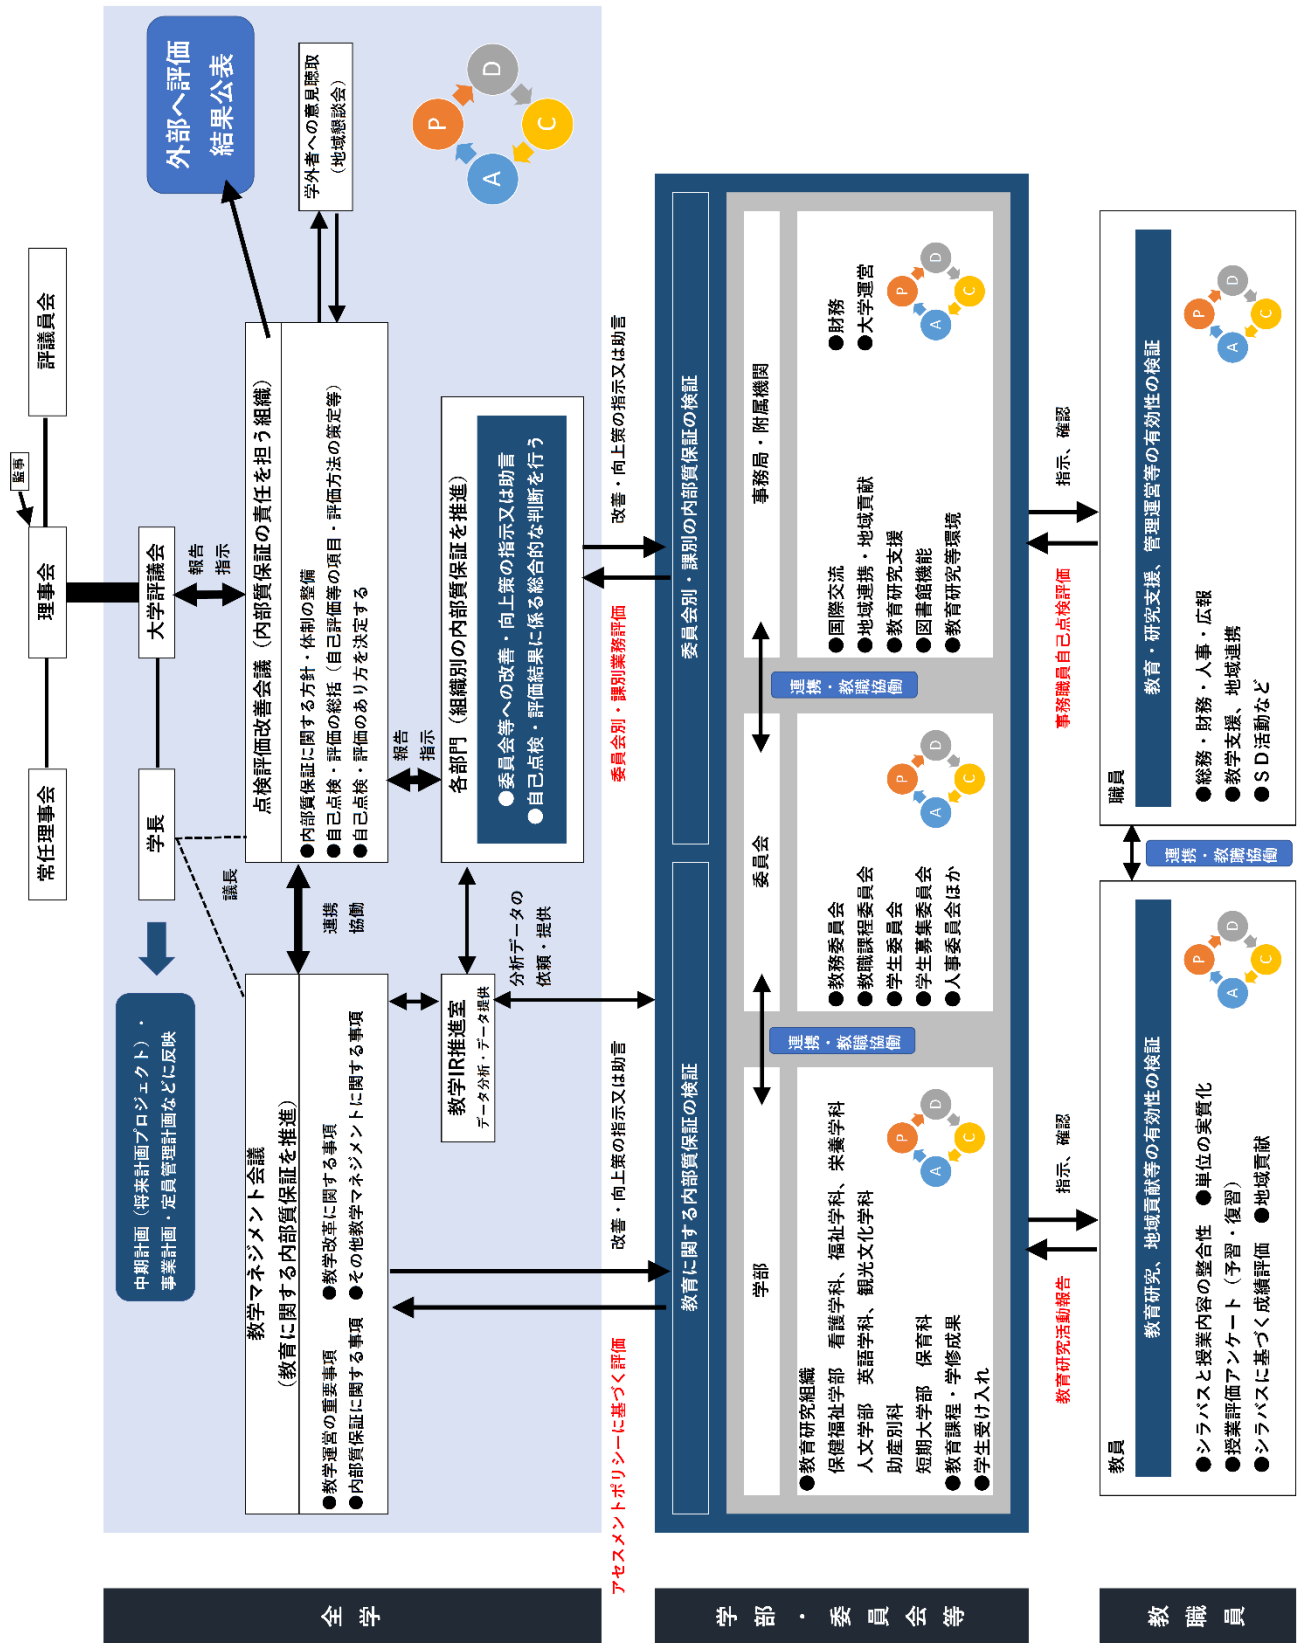 監事
常任理事会
理事会
評議員会
全学
中期計画（将来計画プロジェクト）・
事業計画・定員管理計画などに反映
学長
大学評議会
外部へ評価
結果公表
議長
報告
指示
教学マネジメント会議
（教育に関する内部質保証を推進）
●教学運営の重要事項　●教学改革に関する事項
●内部質保証に関する事項　●その他教学マネジメントに関する事項
連携
協働
点検評価改善会議（内部質保証の責任を担う組織）
●内部質保証に関する方針・体制の整備
●自己点検・評価の総括（自己評価等の項目・評価方法の策定等）
●自己点検・評価のあり方を決定する
学外者への意見聴取
（地域懇談会）
報告
指示
教学IR推進室
データ分析・データ提供
分析データの
依頼・提供
各部門（組織別の内部質保証を推進）
●委員会等への改善・向上策の指示又は助言
●自己点検・評価結果に係る総合的な判断を行う
P
D
C
A
アセスメントポリシーに基づく評価
改善・向上策の指示又は助言
委員会別・課別業務評価
改善・向上策の指示又は助言
学部・委員会等
教育に関する内部質保証の検証
委員会別・課別の内部質保証の検証
学部
●教育研究組織
保健福祉学部　看護学科、福祉学科、栄養学科
人文学部　英語学科、観光文化学科
助産別科
短期大学部　保育科
●教育課程・学修成果
●学生受け入れ
P
D
C
A
連携・教職協働
委員会
●教務委員会
●教職課程委員会
●学生委員会
●学生募集委員会
●人事委員会ほか
P
D
C
A
連携・教職協働
事務局・附属機関
●国際交流
●地域連携・地域貢献
●教育研究支援
●図書館機能
●教育研究等環境
●財務
●大学運営
P
D
C
A
教育研究活動報告
指示、確認
事務職員自己点検評価
指示、確認
教職員
教員
教育研究、地域貢献等の有効性の検証
●シラバスと授業内容の整合性　●単位の実質化
●授業評価アンケート（予習・復習）
●シラバスに基づく成績評価　●地域貢献
P
D
C
A
連携・教職協働
職員
教育・研究支援、管理運営等の有効性の検証
●総務・財務・人事・広報
●教学支援、地域連携
●ＳＤ活動など
P
D
C
A